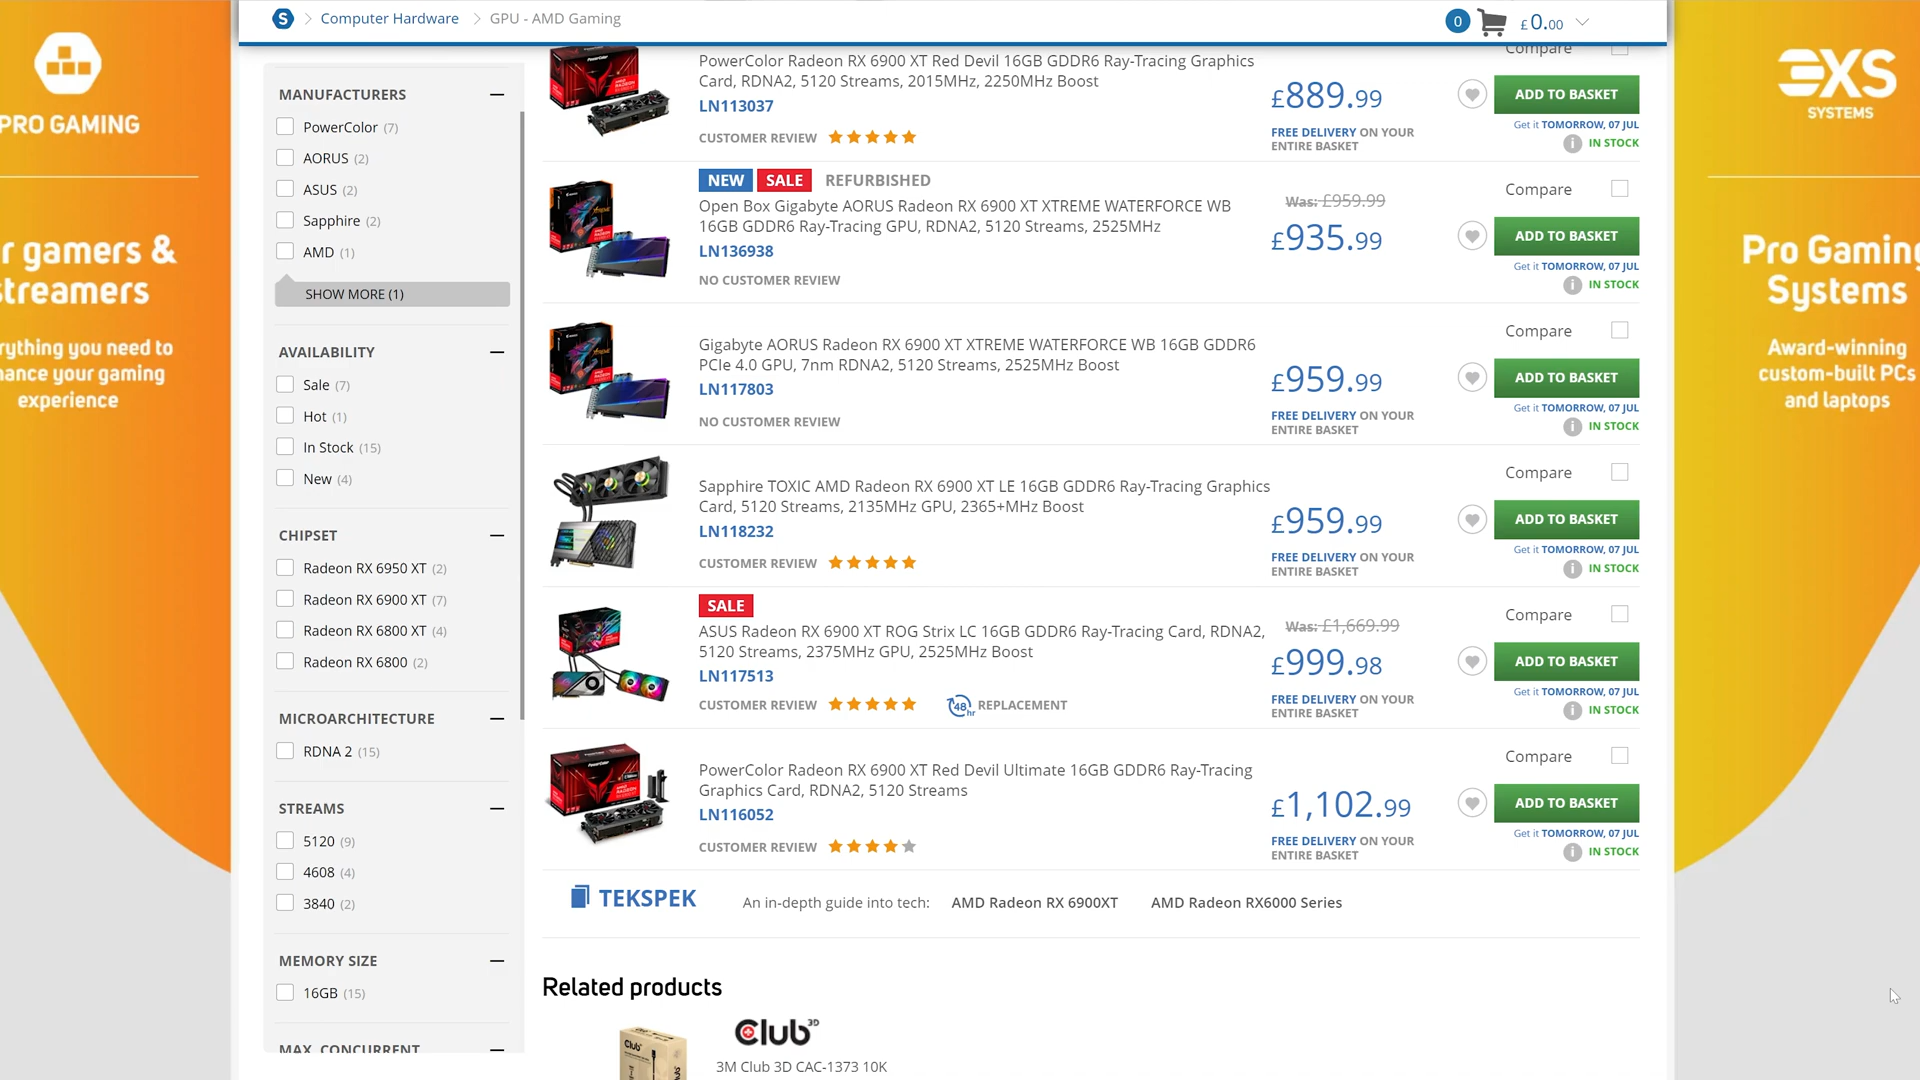 Computer Hardware
GPU - AMD Gaming
0
£0.00
PRO GAMING
r gamers &
treamers
rything you need to
hance your gaming
experience
MANUFACTURERS
PowerColor (7)
AORUS (2)
ASUS (2)
Sapphire (2)
AMD (1)
SHOW MORE (1)
AVAILABILITY
Sale (7)
Hot (1)
In Stock (15)
New (4)
CHIPSET
Radeon RX 6950 XT (2)
Radeon RX 6900 XT (7)
Radeon RX 6800 XT (4)
Radeon RX 6800 (2)
MICROARCHITECTURE
RDNA 2 (15)
STREAMS
5120 (9)
4608 (4)
3840 (2)
MEMORY SIZE
16GB (15)
MAX. CONCURRENT
PowerColor Radeon RX 6900 XT Red Devil 16GB GDDR6 Ray-Tracing Graphics
Card, RDNA2, 5120 Streams, 2015MHz, 2250MHz Boost
LN113037
CUSTOMER REVIEW
£889.99
FREE DELIVERY ON YOUR
ENTIRE BASKET
Compare
ADD TO BASKET
Get it TOMORROW, 07 JUL
IN STOCK
NEW SALE REFURBISHED
Open Box Gigabyte AORUS Radeon RX 6900 XT XTREME WATERFORCE WB
16GB GDDR6 Ray-Tracing GPU, RDNA2, 5120 Streams, 2525MHz
LN136938
NO CUSTOMER REVIEW
Was: £959.99
£935.99
Compare
ADD TO BASKET
Get it TOMORROW, 07 JUL
IN STOCK
Gigabyte AORUS Radeon RX 6900 XT XTREME WATERFORCE WB 16GB GDDR6
PCIe 4.0 GPU, 7nm RDNA2, 5120 Streams, 2525MHz Boost
LN117803
NO CUSTOMER REVIEW
£959.99
FREE DELIVERY ON YOUR
ENTIRE BASKET
Compare
ADD TO BASKET
Get it TOMORROW, 07 JUL
IN STOCK
Sapphire TOXIC AMD Radeon RX 6900 XT LE 16GB GDDR6 Ray-Tracing Graphics
Card, 5120 Streams, 2135MHz GPU, 2365+MHz Boost
LN118232
CUSTOMER REVIEW
£959.99
FREE DELIVERY ON YOUR
ENTIRE BASKET
Compare
ADD TO BASKET
Get it TOMORROW, 07 JUL
IN STOCK
SALE
ASUS Radeon RX 6900 XT ROG Strix LC 16GB GDDR6 Ray-Tracing Card, RDNA2,
5120 Streams, 2375MHz GPU, 2525MHz Boost
LN117513
CUSTOMER REVIEW
48hr REPLACEMENT
Was: £1,669.99
£999.98
FREE DELIVERY ON YOUR
ENTIRE BASKET
Compare
ADD TO BASKET
Get it TOMORROW, 07 JUL
IN STOCK
PowerColor Radeon RX 6900 XT Red Devil Ultimate 16GB GDDR6 Ray-Tracing
Graphics Card, RDNA2, 5120 Streams
LN116052
CUSTOMER REVIEW
£1,102.99
FREE DELIVERY ON YOUR
ENTIRE BASKET
Compare
ADD TO BASKET
Get it TOMORROW, 07 JUL
IN STOCK
TEKSPEK
An in-depth guide into tech: AMD Radeon RX 6900XT AMD Radeon RX6000 Series
Related products
Club 3D
Club
3M Club 3D CAC-1373 10K
3XS
SYSTEMS
Pro Gaming
Systems
Award-winning
custom-built PCs
and laptops